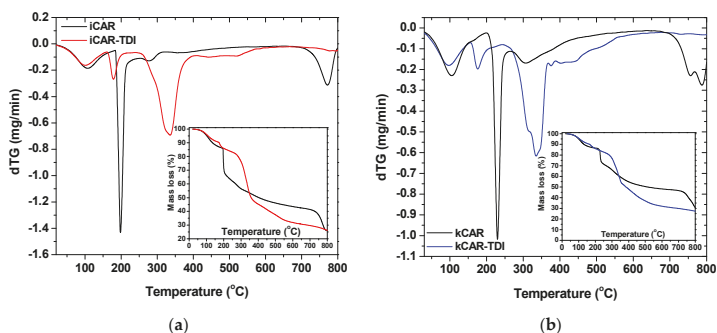 0.2
0.0
-0.2
-0.4
-0.6
-0.8
-1.0
-1.2
-1.4
-1.6
dTG (mg/min)
iCAR
iCAR-TDI
100
90
80
70
60
50
40
30
20
Mass loss (%)
0 100 200 300 400 500 600 700 800
Temperature (°C)
100 200 300 400 500 600 700 800
Temperature (°C)
(a)
0.1
0.0
-0.1
-0.2
-0.3
-0.4
-0.5
-0.6
-0.7
-0.8
-0.9
-1.0
-1.1
dTG (mg/min)
kCAR
kCAR-TDI
100
90
80
70
60
50
40
30
20
10
0
Mass loss (%)
0 100 200 300 400 500 600 700 800
Temperature (°C)
100 200 300 400 500 600 700 800
Temperature (°C)
(b)